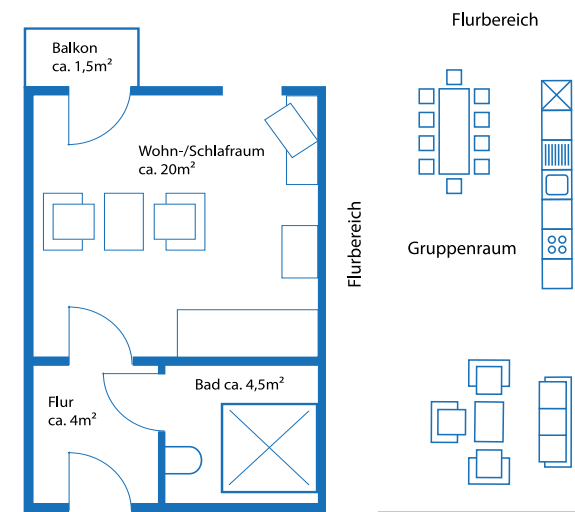 Flurbereich
Balkon
ca. 1,5m²
Wohn-/Schlafraum
ca. 20m²
Flurbereich
Gruppenraum
Bad ca. 4,5m²
Flur
ca. 4m²